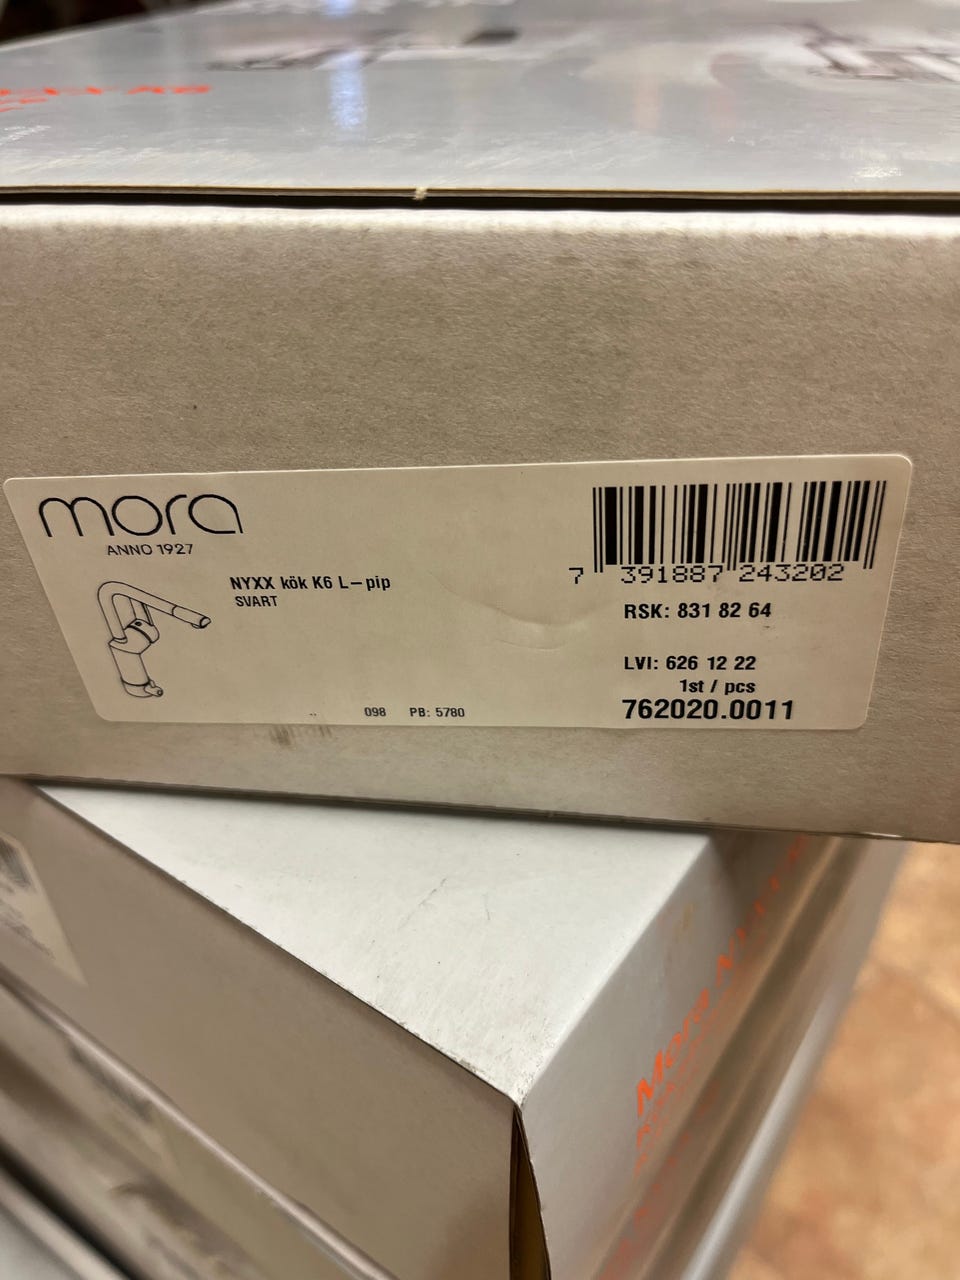 mora
ANNO 1927
NYXX kök K6 L-pip
SVART
098 PB: 5780
7 391887 243202
RSK: 831 82 64
LVI: 626 12 22
1st / pcs
762020.0011
Mora